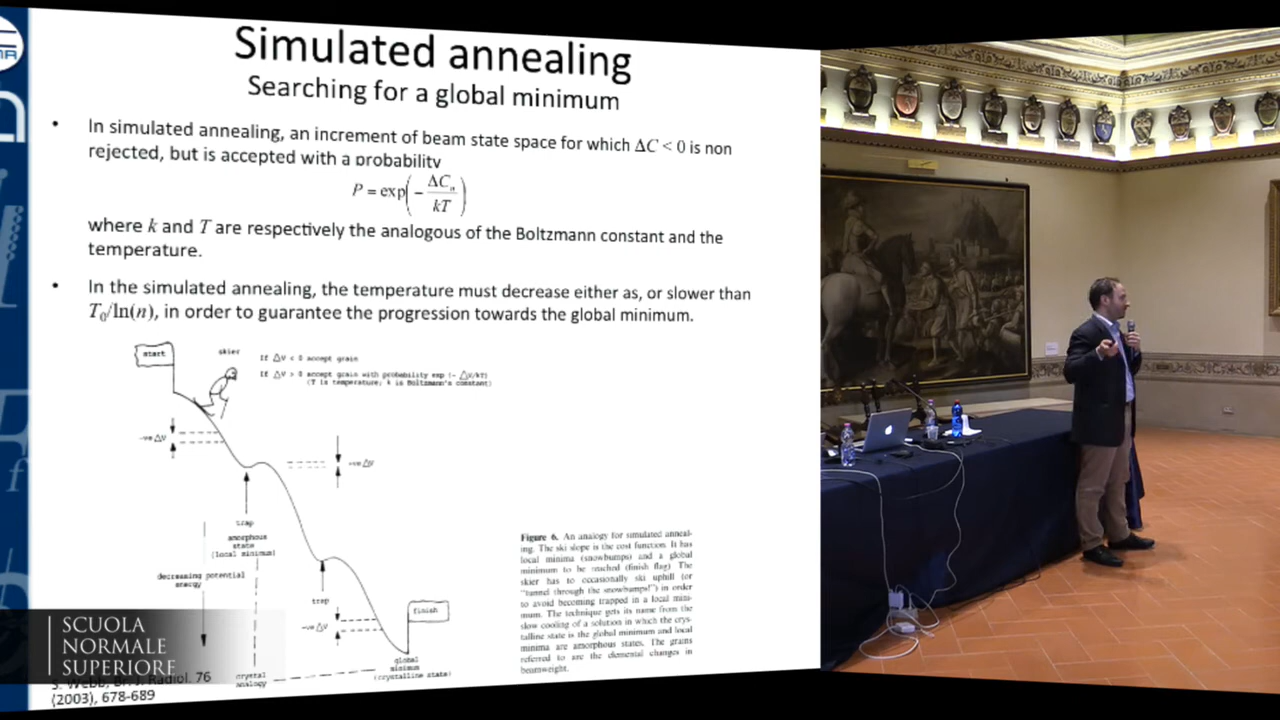 Simulated annealing
Searching for a global minimum
• In simulated annealing, an increment of beam state space for which ΔC < 0 is non
rejected, but is accepted with a probability
P = exp(− ΔCn / kT)
where k and T are respectively the analogous of the Boltzmann constant and the
temperature.
• In the simulated annealing, the temperature must decrease either as, or slower than
T0/ln(n), in order to guarantee the progression towards the global minimum.
start
skier
If ΔV < 0 accept grain
If ΔV > 0 accept grain with probability exp (- ΔV/kT)
(T is temperature; k is Boltzmann's constant)
-ve ΔV
-ve ΔV
trap
amorphous
state
(local minimum)
decreasing potential
energy
trap
-ve ΔV
finish
global
minimum
(crystalline state)
crystal
analogy
Figure 6. An analogy for simulated anneal-
ing. The ski slope is the cost function. It has
local minima (snowbumps) and a global
minimum to be reached (finish flag) The
skier has to occasionally ski uphill (or
"tunnel through the snowbumps!") in order
to avoid becoming trapped in a local mini-
mum. The technique gets its name from the
slow cooling of a solution in which the crys-
talline state is the global minimum and local
minima are amorphous states. The grains
referred to are the elemental changes in
beamweight.
SCUOLA
NORMALE
SUPERIORE
Radiol. 76
(2003), 678-689